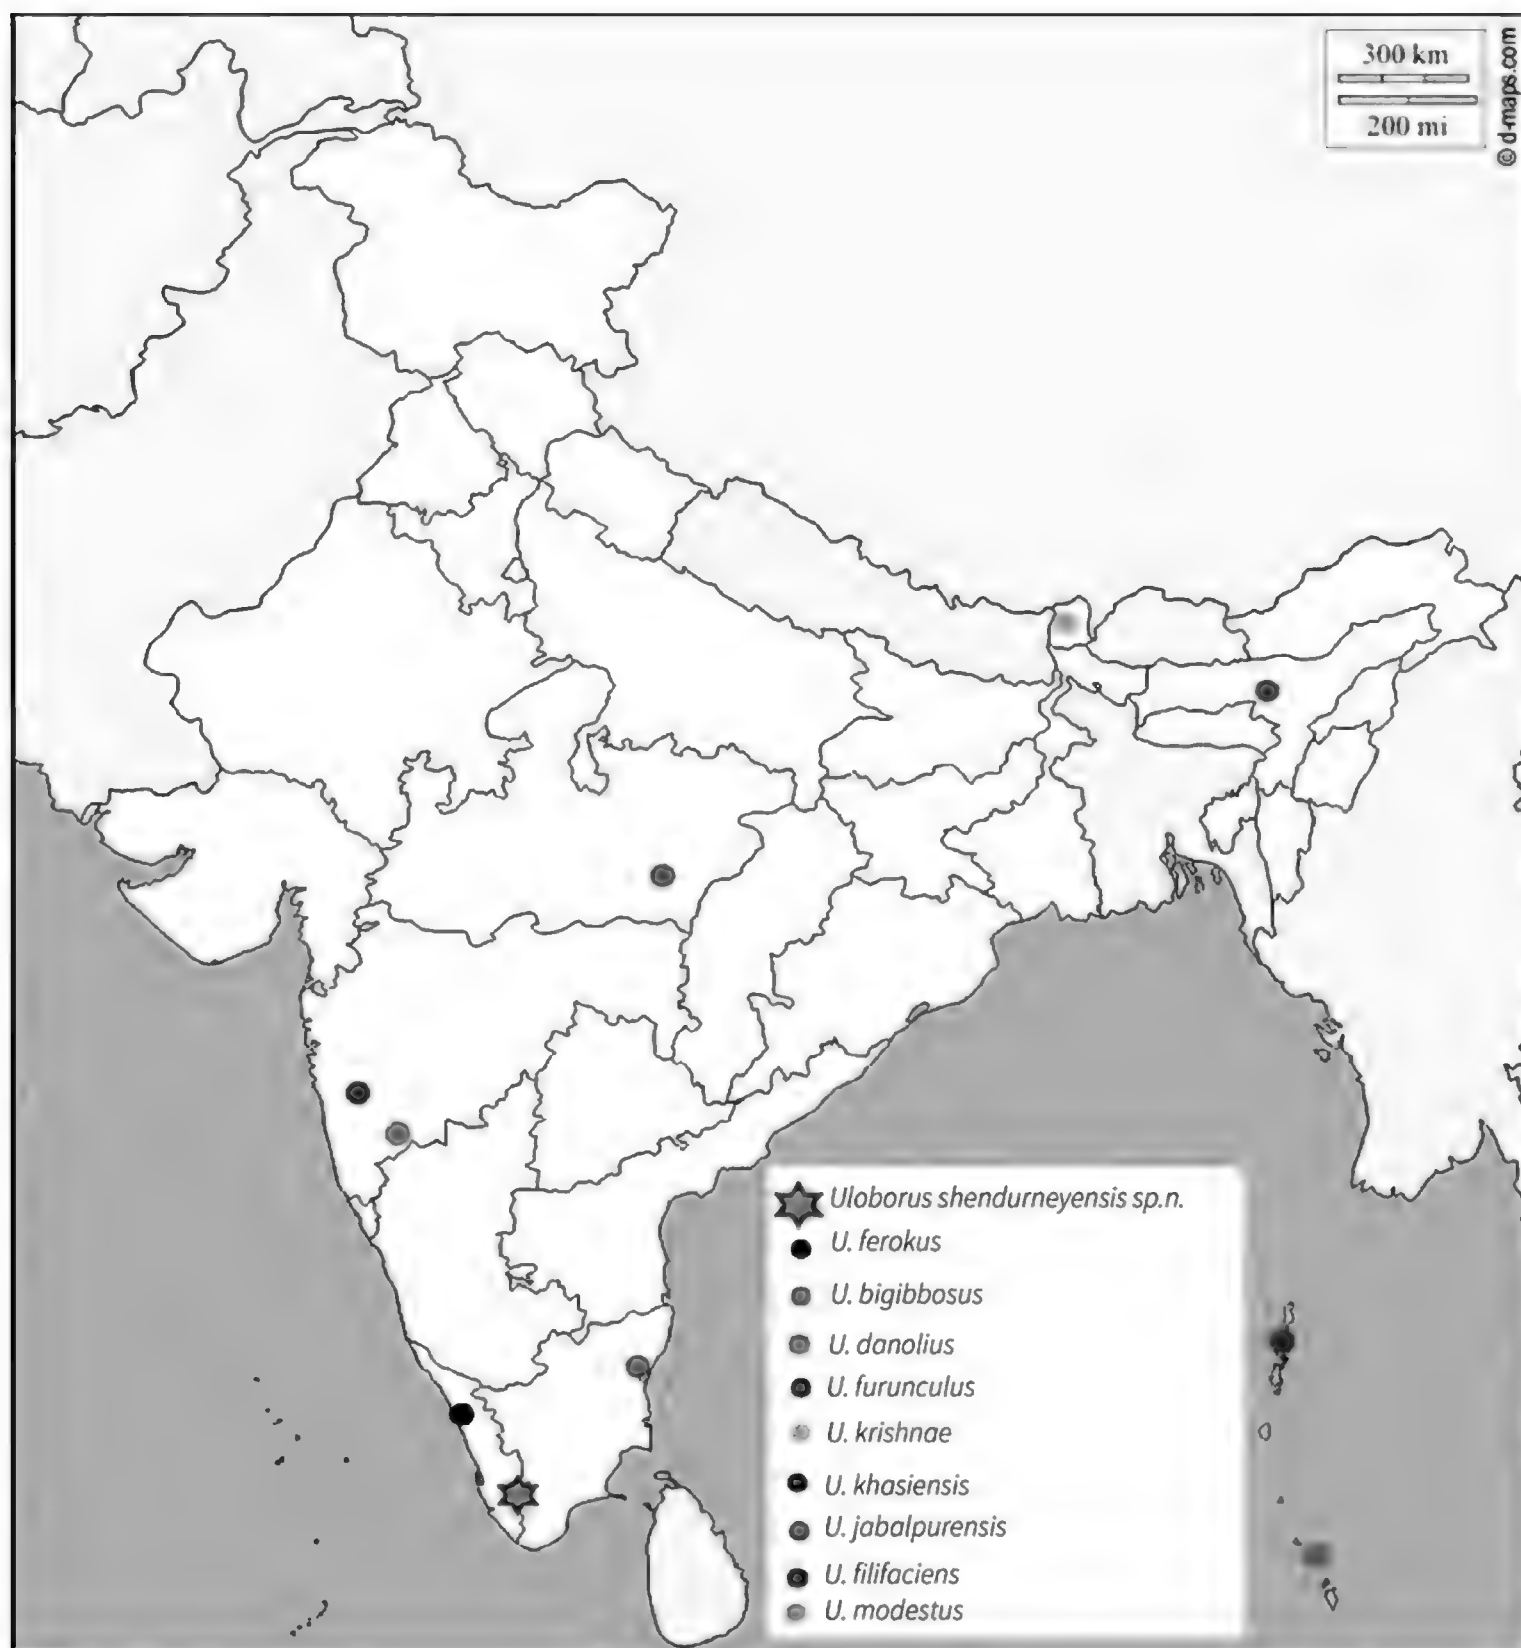 300 km
200 mi
© d-maps.com
Uloborus shendurneyensis sp.n.
U. ferokus
U. bigibbosus
U. danolius
U. furunculus
U. krishnae
U. khasiensis
U. jabalpurensis
U. filifaciens
U. modestus